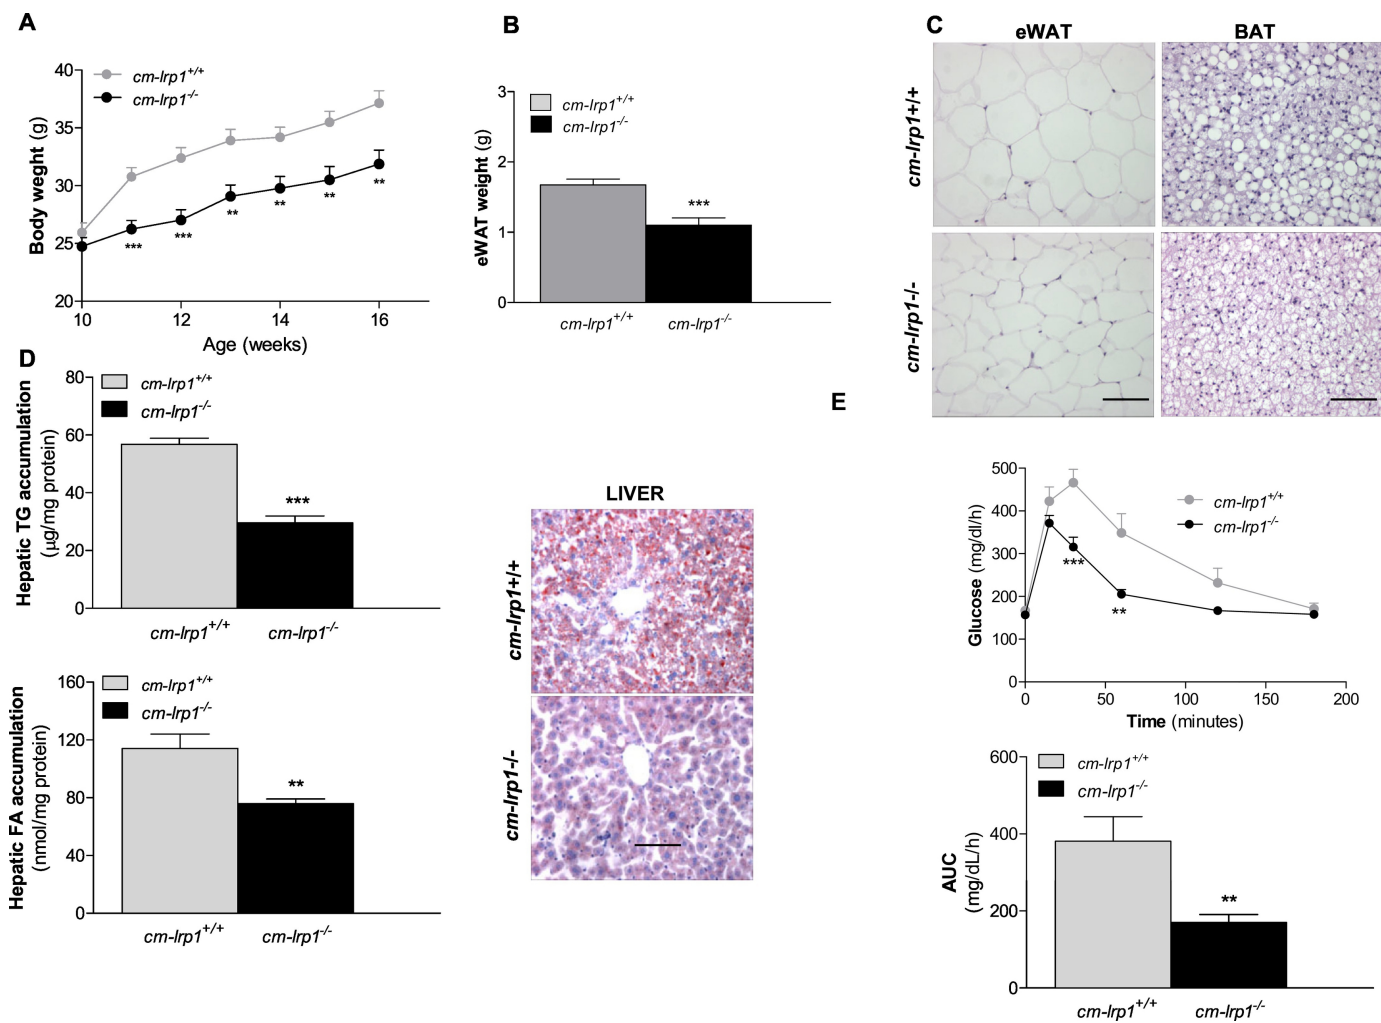 A
40
35
30
25
20
Body weght (g)
cm-lrp1+/+
cm-lrp1-/-
***
***
**
**
**
**
10
12
14
16
Age (weeks)
B
3
2
1
0
eWAT weight (g)
cm-lrp1+/+
cm-lrp1-/-
***
cm-lrp1+/+
cm-lrp1-/-
C
eWAT
BAT
cm-lrp1+/+
cm-lrp1-/-
D
80
60
40
20
0
Hepatic TG accumulation
(µg/mg protein)
cm-lrp1+/+
cm-lrp1-/-
***
cm-lrp1+/+
cm-lrp1-/-
160
120
80
40
0
Hepatic FA accumulation
(nmol/mg protein)
cm-lrp1+/+
cm-lrp1-/-
**
cm-lrp1+/+
cm-lrp1-/-
LIVER
cm-lrp1+/+
cm-lrp1-/-
E
500
400
300
200
100
0
Glucose (mg/dl/h)
cm-lrp1+/+
cm-lrp1-/-
***
**
0
50
100
150
200
Time (minutes)
600
400
200
0
AUC
(mg/dL/h)
cm-lrp1+/+
cm-lrp1-/-
**
cm-lrp1+/+
cm-lrp1-/-